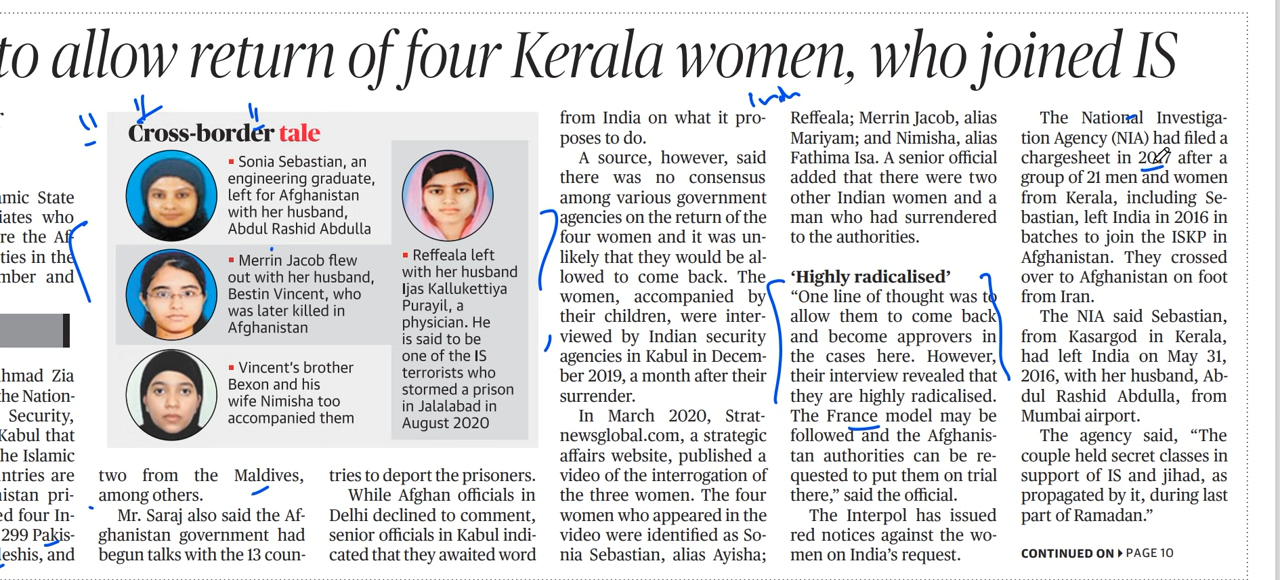 to allow return of four Kerala women, who joined IS
Indn
amic State
iates who
re the Af-
ties in the
mber and
hmad Zia
the Nation-
Security,
Kabul that
he Islamic
ntries are
nistan pri-
ed four In-
299 Pakis-
leshis, and
Cross-border tale
▪ Sonia Sebastian, an
engineering graduate,
left for Afghanistan
with her husband,
Abdul Rashid Abdulla
▪ Merrin Jacob flew
out with her husband,
Bestin Vincent, who
was later killed in
Afghanistan
▪ Vincent's brother
Bexon and his
wife Nimisha too
accompanied them
▪ Reffeala left
with her husband
Ijas Kallukettiya
Purayil, a
physician. He
is said to be
one of the IS
terrorists who
stormed a prison
in Jalalabad in
August 2020
two from the Maldives,
among others.
Mr. Saraj also said the Af-
ghanistan government had
begun talks with the 13 coun-
tries to deport the prisoners.
While Afghan officials in
Delhi declined to comment,
senior officials in Kabul indi-
cated that they awaited word
from India on what it pro-
poses to do.
A source, however, said
there was no consensus
among various government
agencies on the return of the
four women and it was un-
likely that they would be al-
lowed to come back. The
women, accompanied by
their children, were inter-
viewed by Indian security
agencies in Kabul in Decem-
ber 2019, a month after their
surrender.
In March 2020, Strat-
newsglobal.com, a strategic
affairs website, published a
video of the interrogation of
the three women. The four
women who appeared in the
video were identified as So-
nia Sebastian, alias Ayisha;
Reffeala; Merrin Jacob, alias
Mariyam; and Nimisha, alias
Fathima Isa. A senior official
added that there were two
other Indian women and a
man who had surrendered
to the authorities.
‘Highly radicalised’
“One line of thought was to
allow them to come back
and become approvers in
the cases here. However,
their interview revealed that
they are highly radicalised.
The France model may be
followed and the Afghanis-
tan authorities can be re-
quested to put them on trial
there,” said the official.
The Interpol has issued
red notices against the wo-
men on India’s request.
The National Investiga-
tion Agency (NIA) had filed a
chargesheet in 2017 after a
group of 21 men and women
from Kerala, including Se-
bastian, left India in 2016 in
batches to join the ISKP in
Afghanistan. They crossed
over to Afghanistan on foot
from Iran.
The NIA said Sebastian,
from Kasargod in Kerala,
had left India on May 31,
2016, with her husband, Ab-
dul Rashid Abdulla, from
Mumbai airport.
The agency said, “The
couple held secret classes in
support of IS and jihad, as
propagated by it, during last
part of Ramadan.”
CONTINUED ON ▸ PAGE 10